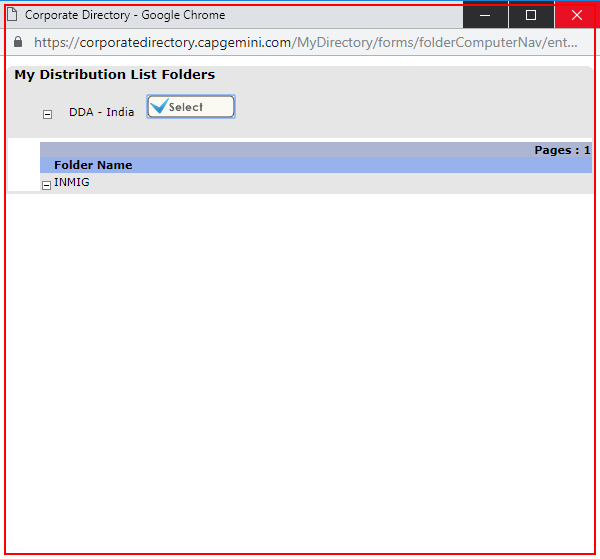 Corporate Directory - Google Chrome
https://corporatedirectory.capgemini.com/MyDirectory/forms/folderComputerNav/ent...
My Distribution List Folders
DDA - India Select
Pages : 1
Folder Name
INMIG